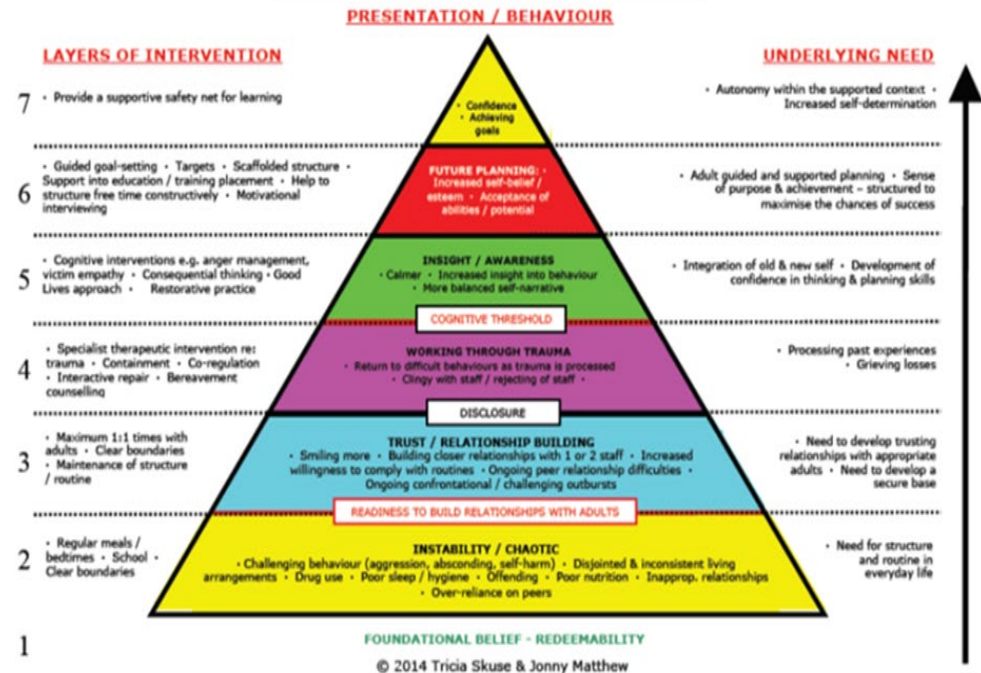 PRESENTATION / BEHAVIOUR
LAYERS OF INTERVENTION
UNDERLYING NEED
7
• Provide a supportive safety net for learning
• Confidence
• Achieving
goals
• Autonomy within the supported context •
Increased self-determination
6
• Guided goal-setting • Targets • Scaffolded structure •
Support into education / training placement • Help to
structure free time constructively • Motivational
interviewing
FUTURE PLANNING: •
Increased self-belief /
esteem • Acceptance of
abilities / potential
• Adult guided and supported planning • Sense
of purpose & achievement – structured to
maximise the chances of success
5
• Cognitive interventions e.g. anger management,
victim empathy • Consequential thinking • Good
Lives approach • Restorative practice
INSIGHT / AWARENESS
• Calmer • Increased insight into behaviour
• More balanced self-narrative
• Integration of old & new self • Development of
confidence in thinking & planning skills
COGNITIVE THRESHOLD
4
• Specialist therapeutic intervention re:
trauma • Containment • Co-regulation
• Interactive repair • Bereavement
counselling
WORKING THROUGH TRAUMA
• Return to difficult behaviours as trauma is processed
• Clingy with staff / rejecting of staff •
• Processing past experiences
• Grieving losses
DISCLOSURE
3
• Maximum 1:1 times with
adults • Clear boundaries
• Maintenance of structure
/ routine
TRUST / RELATIONSHIP BUILDING
• Smiling more • Building closer relationships with 1 or 2 staff • Increased
willingness to comply with routines • Ongoing peer relationship difficulties •
Ongoing confrontational / challenging outbursts
• Need to develop trusting
relationships with appropriate
adults • Need to develop a
secure base
READINESS TO BUILD RELATIONSHIPS WITH ADULTS
2
• Regular meals /
bedtimes • School •
Clear boundaries
INSTABILITY / CHAOTIC
• Challenging behaviour (aggression, absconding, self-harm) • Disjointed & inconsistent living
arrangements • Drug use • Poor sleep / hygiene • Offending • Poor nutrition • Inapprop. relationships
• Over-reliance on peers
• Need for structure
and routine in
everyday life
1
FOUNDATIONAL BELIEF - REDEEMABILITY
© 2014 Tricia Skuse & Jonny Matthew